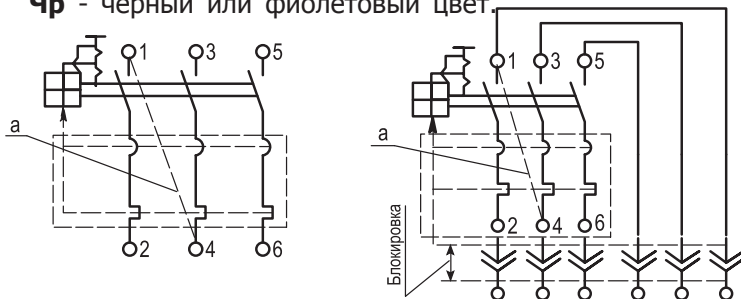 Чр - черный или фиолетовый цвет.
1 3 5
a
2 4 6
1 3 5
a
2 4 6
Блокировка